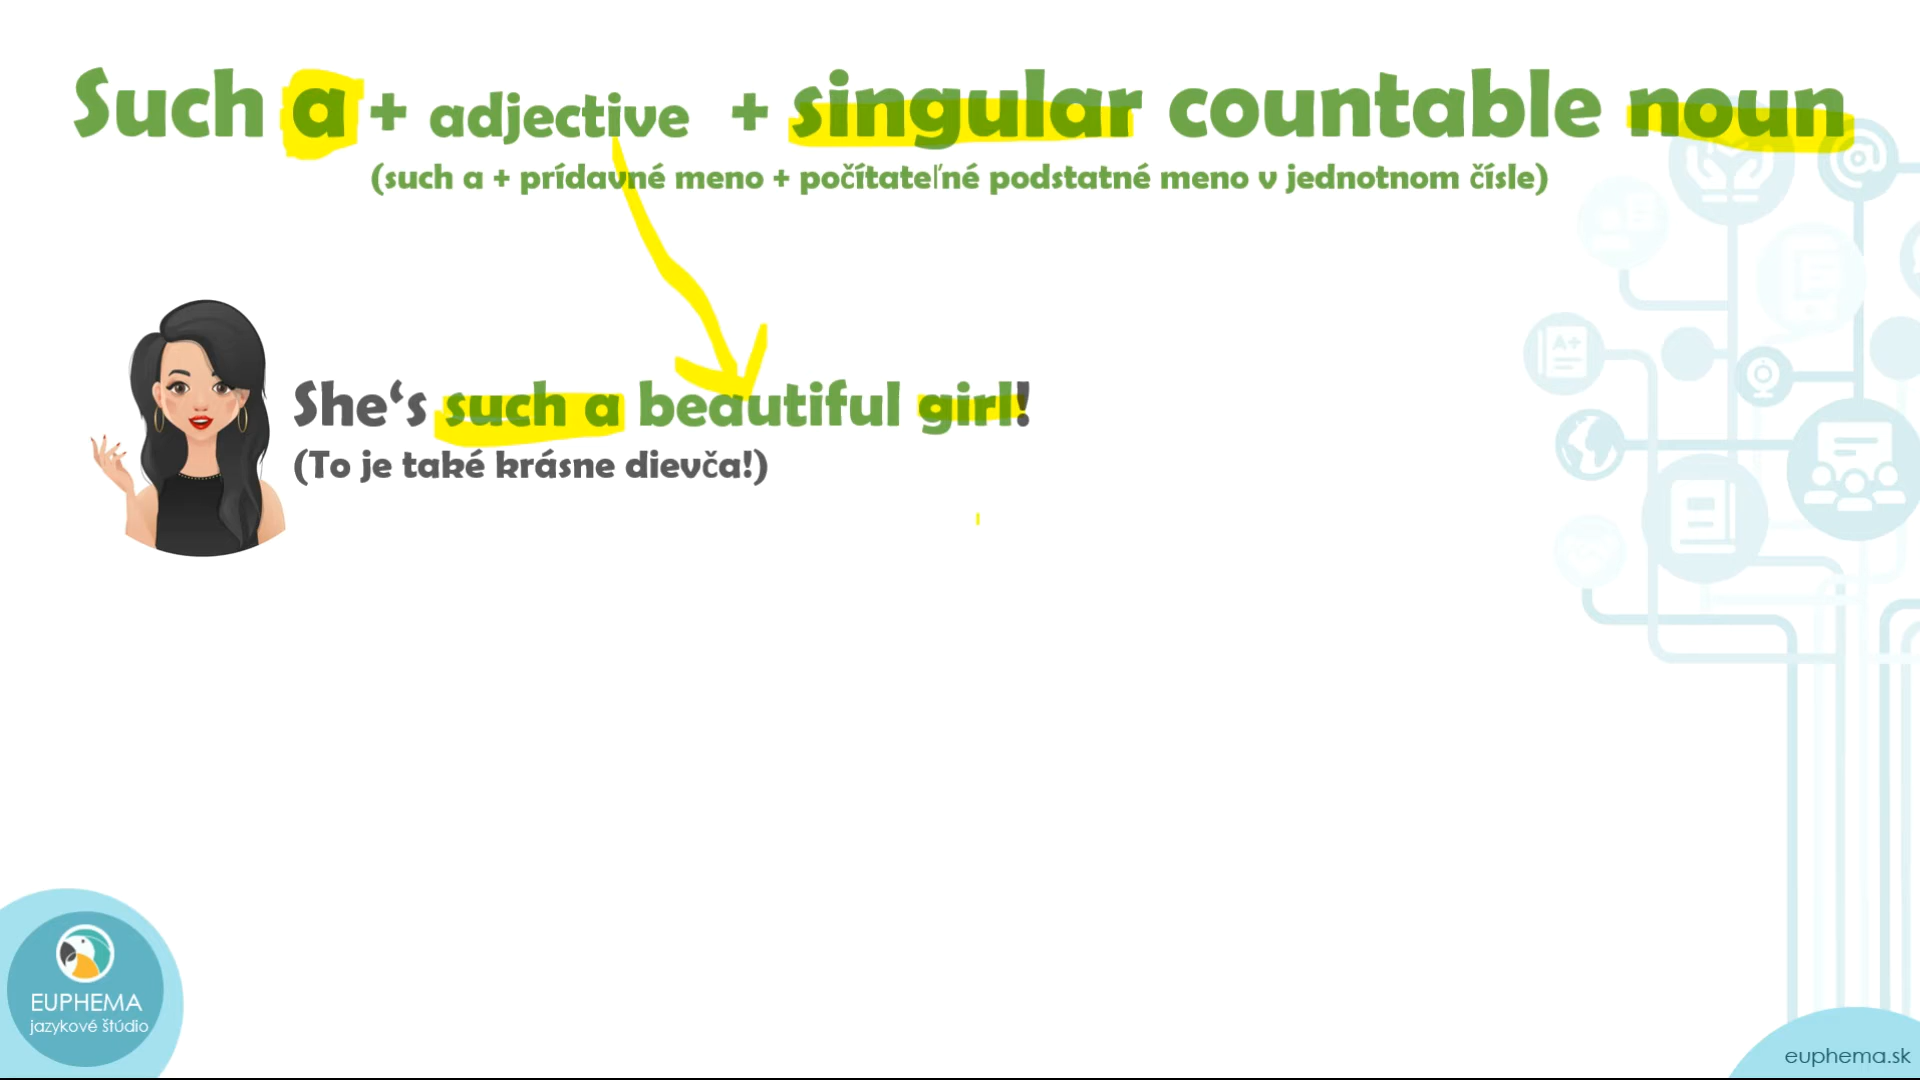 Such a + adjective + singular countable noun
(such a + prídavné meno + počítateľné podstatné meno v jednotnom čísle)
She‘s such a beautiful girl!
(To je také krásne dievča!)
EUPHEMA
jazykové štúdio
euphema.sk